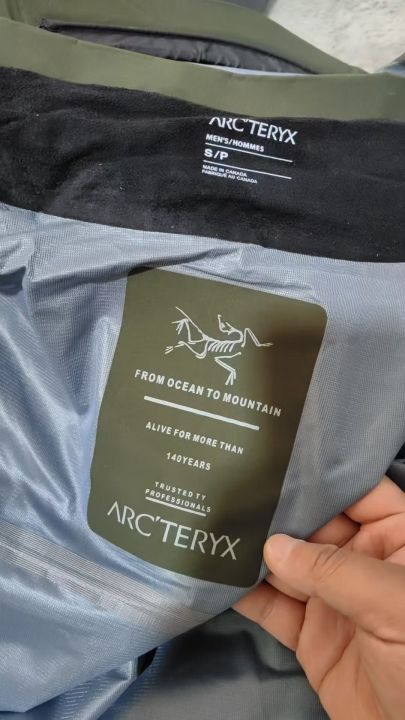 ARC'TERYX
MEN'S/HOMMES
S/P
MADE IN CANADA
FABRIQUÉ AU CANADA
FROM OCEAN TO MOUNTAIN
ALIVE FOR MORE THAN
140YEARS
TRUSTED TY
PROFESSIONALS
ARC'TERYX